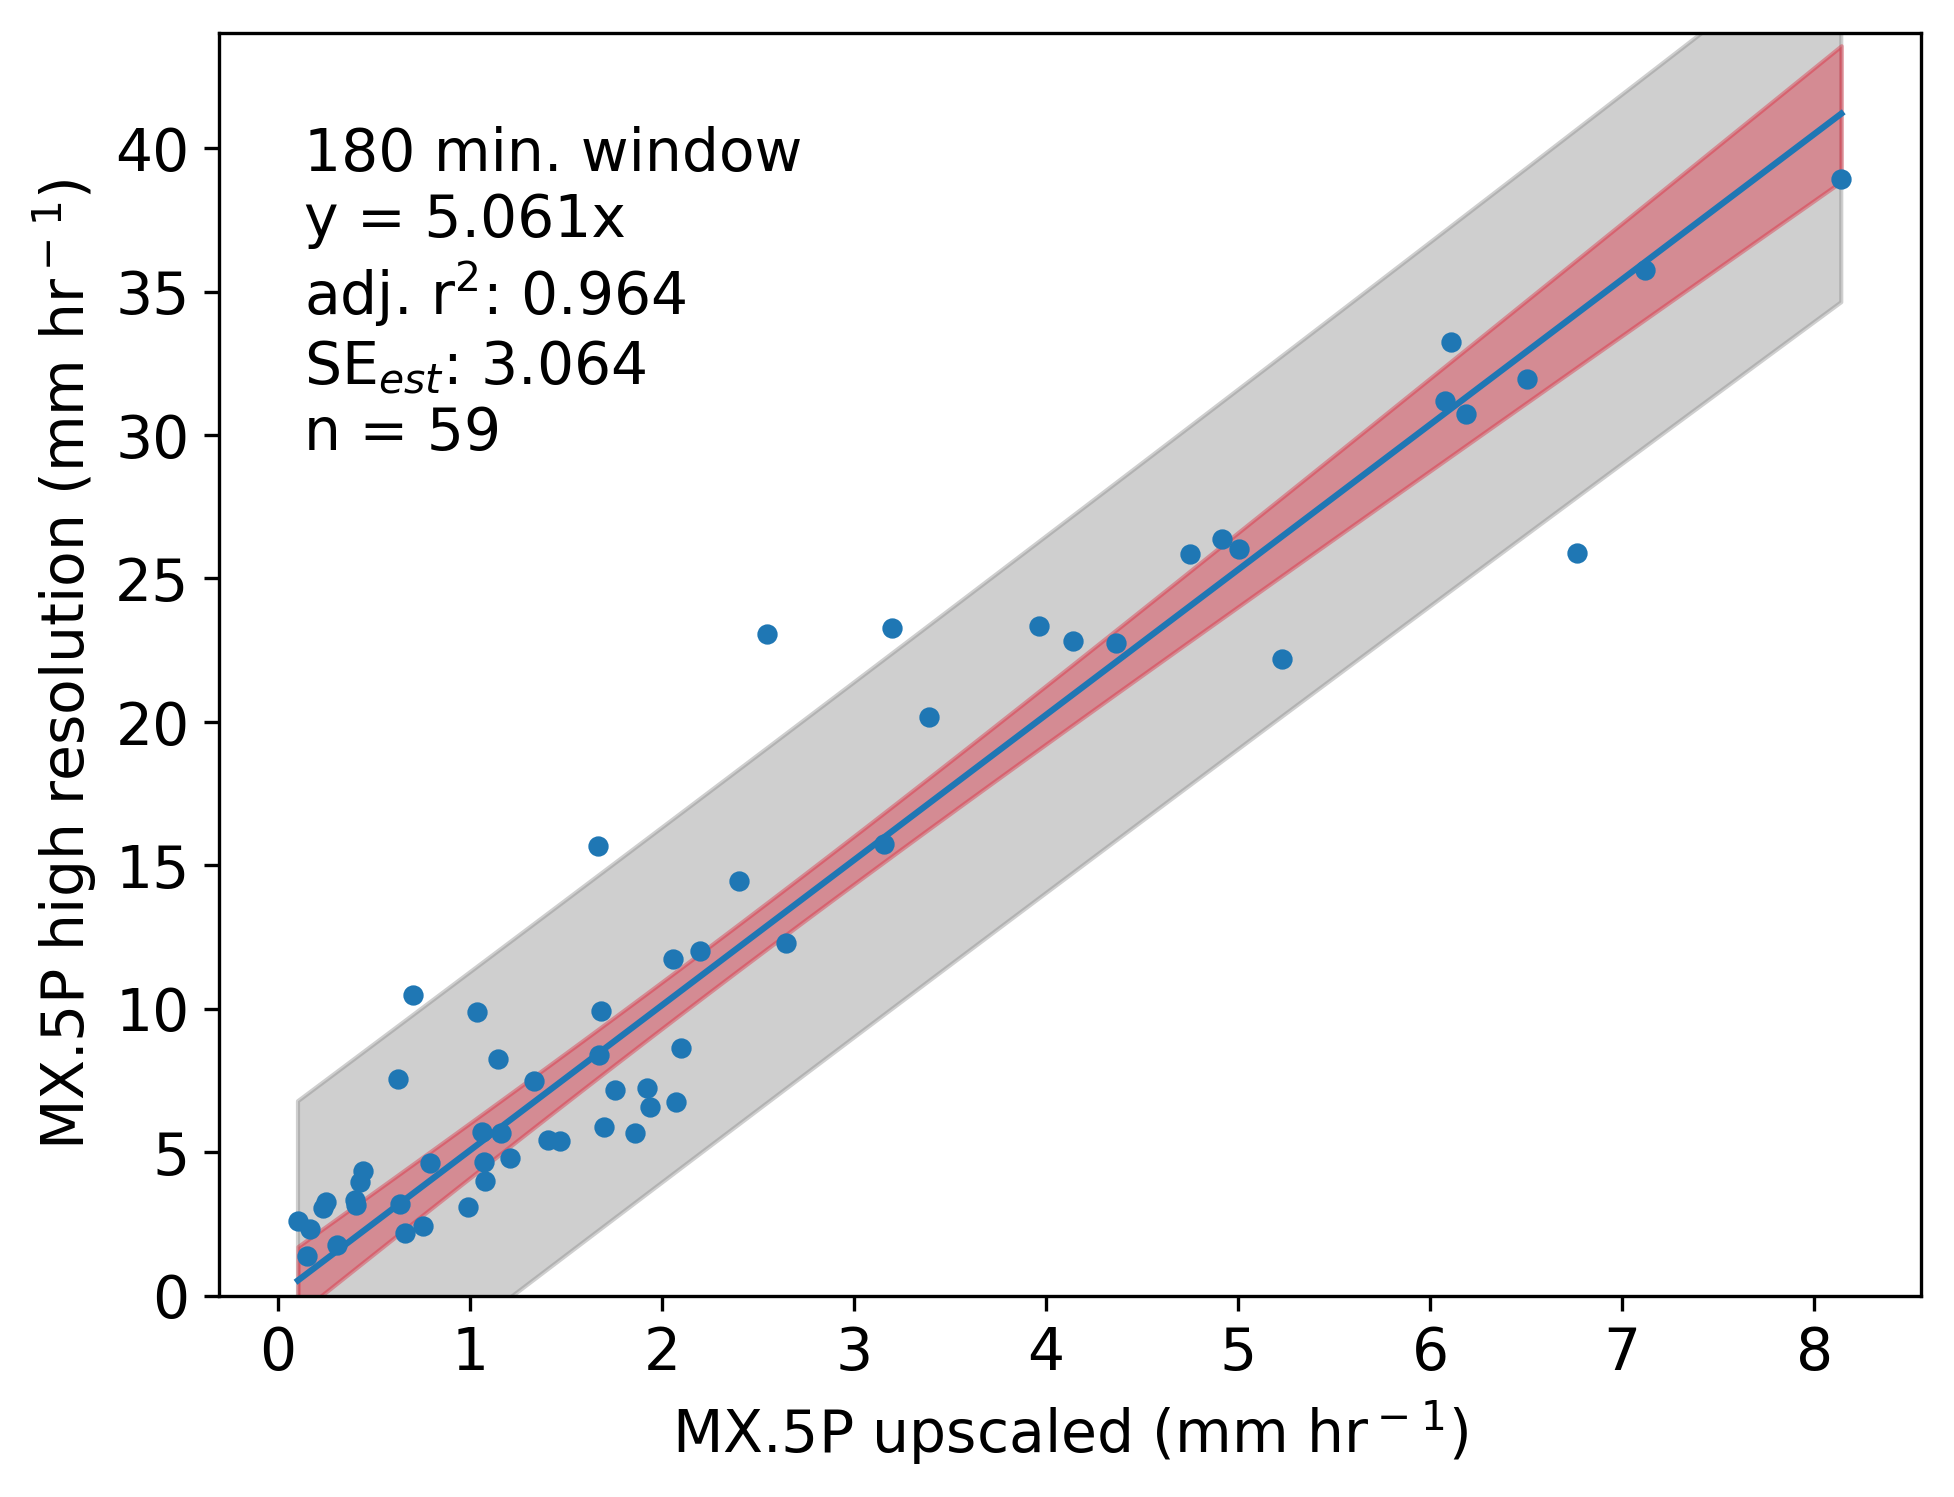 180 min. window
y = 5.061x
adj. r²: 0.964
SEest: 3.064
n = 59
MX.5P high resolution (mm hr⁻¹)
40
35
30
25
20
15
10
5
0
0 1 2 3 4 5 6 7 8
MX.5P upscaled (mm hr⁻¹)